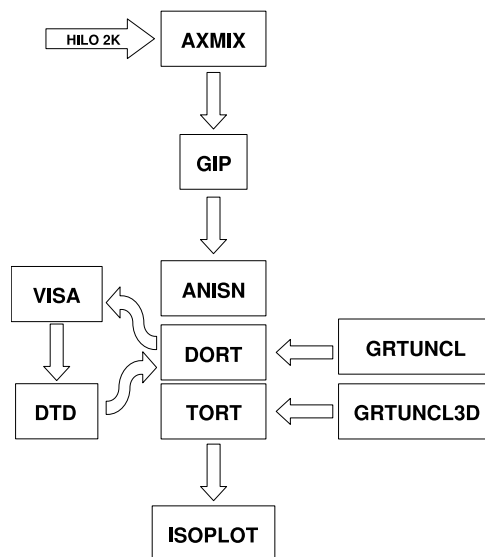 HILO 2K
AXMIX
GIP
ANISN
VISA
DORT
GRTUNCL
DTD
TORT
GRTUNCL3D
ISOPLOT